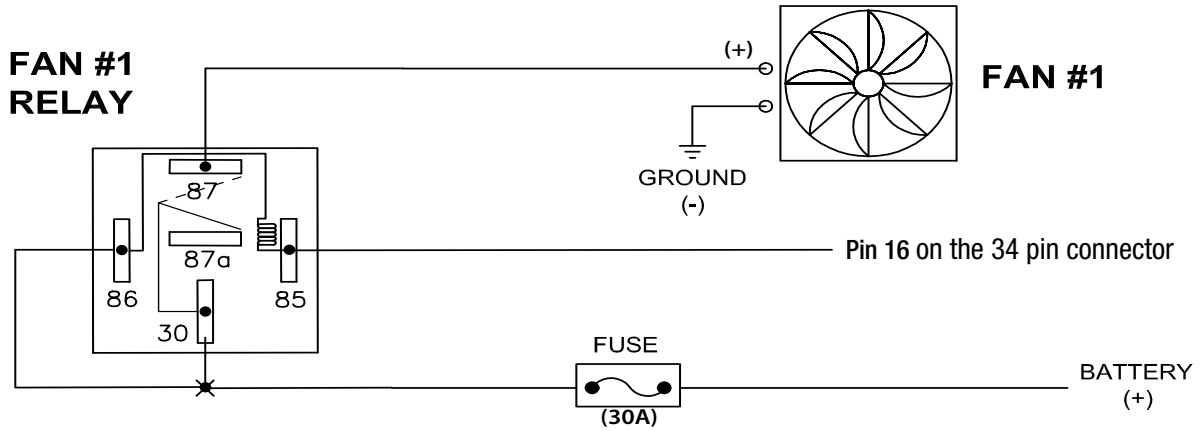 FAN #1
RELAY
(+)
FAN #1
GROUND
(-)
87
87a
86
85
30
Pin 16 on the 34 pin connector
FUSE
(30A)
BATTERY
(+)